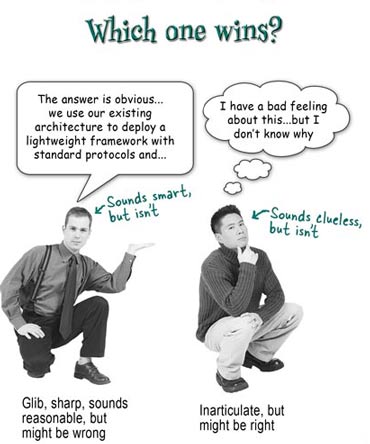 Which one wins?
The answer is obvious...
we use our existing
architecture to deploy a
lightweight framework with
standard protocols and...
I have a bad feeling
about this...but I
don't know why
Sounds smart,
but isn't
Sounds clueless,
but isn't
Glib, sharp, sounds
reasonable, but
might be wrong
Inarticulate, but
might be right